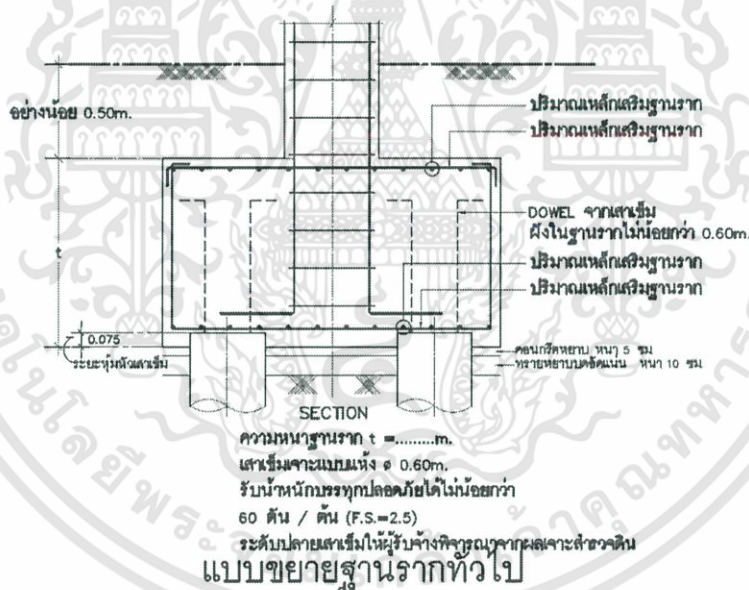 อย่างน้อย 0.50m.
ปริมาณเหล็กเสริมฐานราก
ปริมาณเหล็กเสริมฐานราก
DOWEL จากเสาเข็ม
ฝังในฐานรากไม่น้อยกว่า 0.60m.
ปริมาณเหล็กเสริมฐานราก
ปริมาณเหล็กเสริมฐานราก
t
0.075
ระยะหุ้มหัวเสาเข็ม
คอนกรีตหยาบ หนา 5 ซม
ทรายหยาบบดอัดแน่น หนา 10 ซม
SECTION
ความหนาฐานราก t =.........m.
เสาเข็มเจาะแบบแห้ง ø 0.60m.
รับน้ำหนักบรรทุกปลอดภัยได้ไม่น้อยกว่า
60 ตัน / ต้น (F.S.=2.5)
ระดับปลายเสาเข็มให้ผู้รับจ้างพิจารณาจากผลเจาะสำรวจดิน
แบบขยายฐานรากทั่วไป